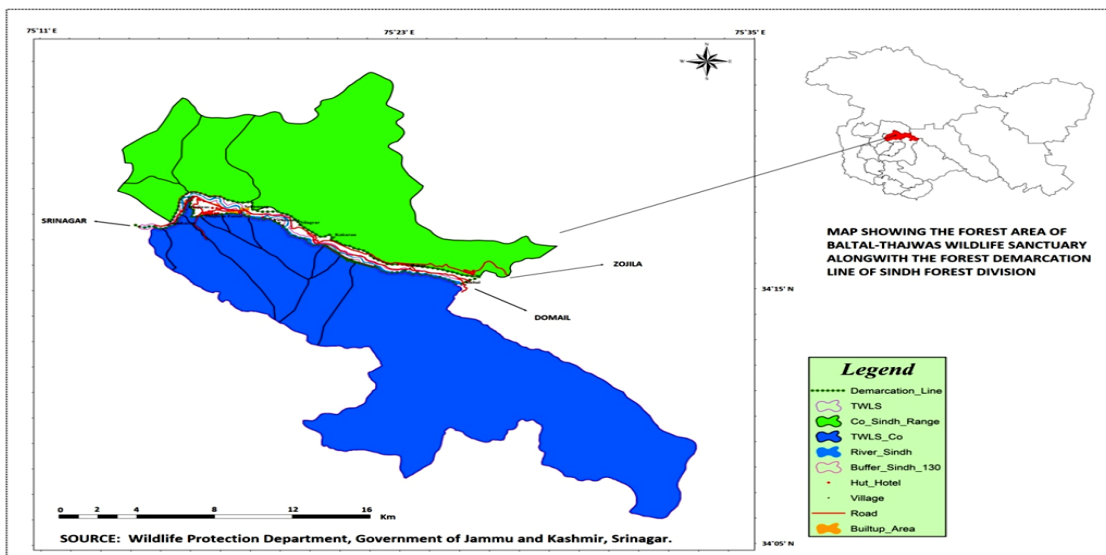 75°11' E
75°23' E
75°35' E
N
SRINAGAR
ZOJILA
DOMAIL
MAP SHOWING THE FOREST AREA OF
BALTAL-THAJWAS WILDLIFE SANCTUARY
ALONGWITH THE FOREST DEMARCATION
LINE OF SINDH FOREST DIVISION
34°15' N
Legend
Demarcation_Line
TWLS
Co_Sindh_Range
TWLS_Co
River_Sindh
Buffer_Sindh_130
Hut_Hotel
Village
Road
Builtup_Area
0 4 8 12 16
Km
SOURCE: Wildlife Protection Department, Government of Jammu and Kashmir, Srinagar.
34°05' N